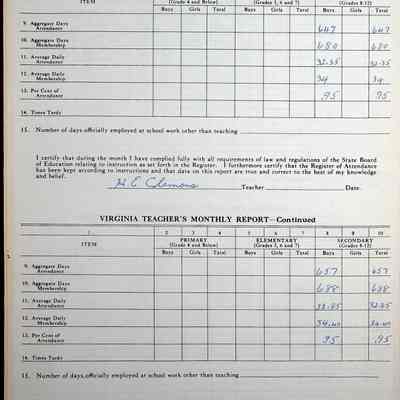 ITEM (Grade 4 and Below) (Grades 5, 6 and 7) (Grades 8-12)
Boys Girls Total Boys Girls Total Boys Girls Total
9. Aggregate Days Attendance 647 647
10. Aggregate Days Membership 680 680
11. Average Daily Attendance 32.35 32.35
12. Average Daily Membership 34 34
13. Per Cent of Attendance .95 .95
14. Times Tardy
15. Number of days officially employed at school work other than teaching
I certify that during the month I have complied fully with all requirements of law and regulations of the State Board
of Education relating to instruction as set forth in the Register. I furthermore certify that the Register of Attendance
has been kept according to instructions and that data on this report are true and correct to the best of my knowledge
and belief.
H E Clemons Teacher Date.
VIRGINIA TEACHER'S MONTHLY REPORT—Continued
1 2 3 4 5 6 7 8 9 10
ITEM PRIMARY (Grade 4 and Below) ELEMENTARY (Grades 5, 6 and 7) SECONDARY (Grades 8-12)
Boys Girls Total Boys Girls Total Boys Girls Total
9. Aggregate Days Attendance 657 657
10. Aggregate Days Membership 688 688
11. Average Daily Attendance 32.85
12. Average Daily Membership 34.40 34.40
13. Per Cent of Attendance 95 .95
14. Times Tardy
15. Number of days officially employed at school work other than teaching